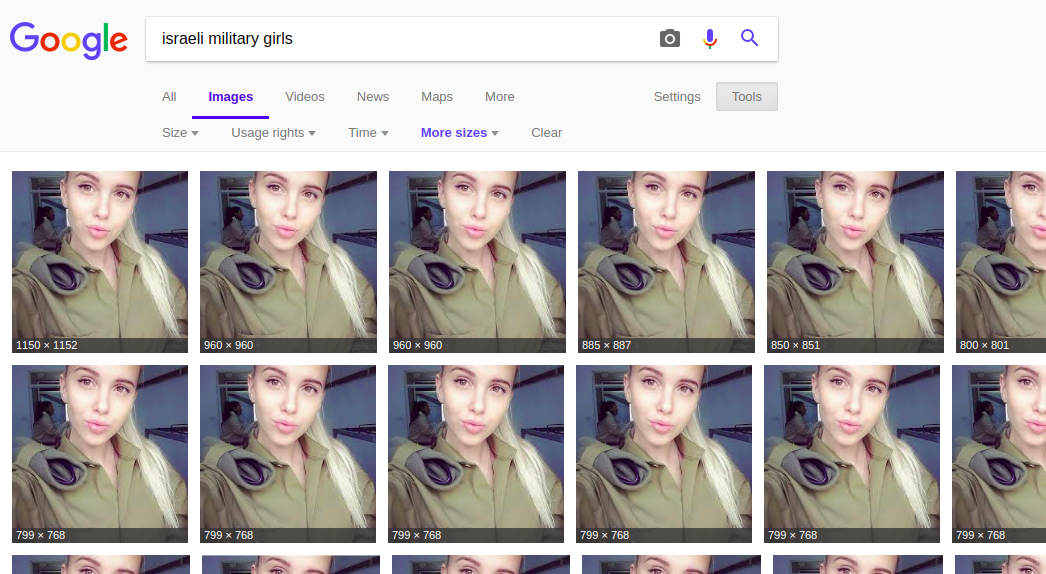 Google
israeli military girls
All Images Videos News Maps More Settings Tools
Size Usage rights Time More sizes Clear
1150 × 1152 960 × 960 960 × 960 885 × 887 850 × 851 800 × 801
799 × 768 799 × 768 799 × 768 799 × 768 799 × 768 799 × 768